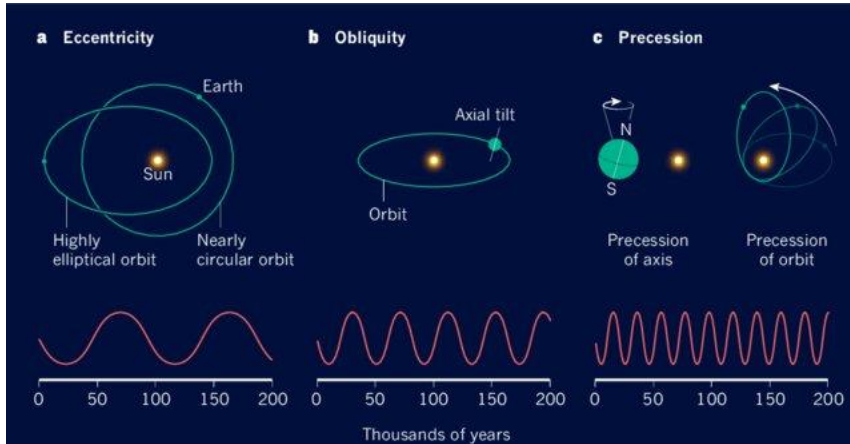 a Eccentricity
Earth
Sun
Highly
elliptical orbit
Nearly
circular orbit
0 50 100 150 200
b Obliquity
Axial tilt
Orbit
0 50 100 150 200
Thousands of years
c Precession
N
S
Precession
of axis
Precession
of orbit
0 50 100 150 200